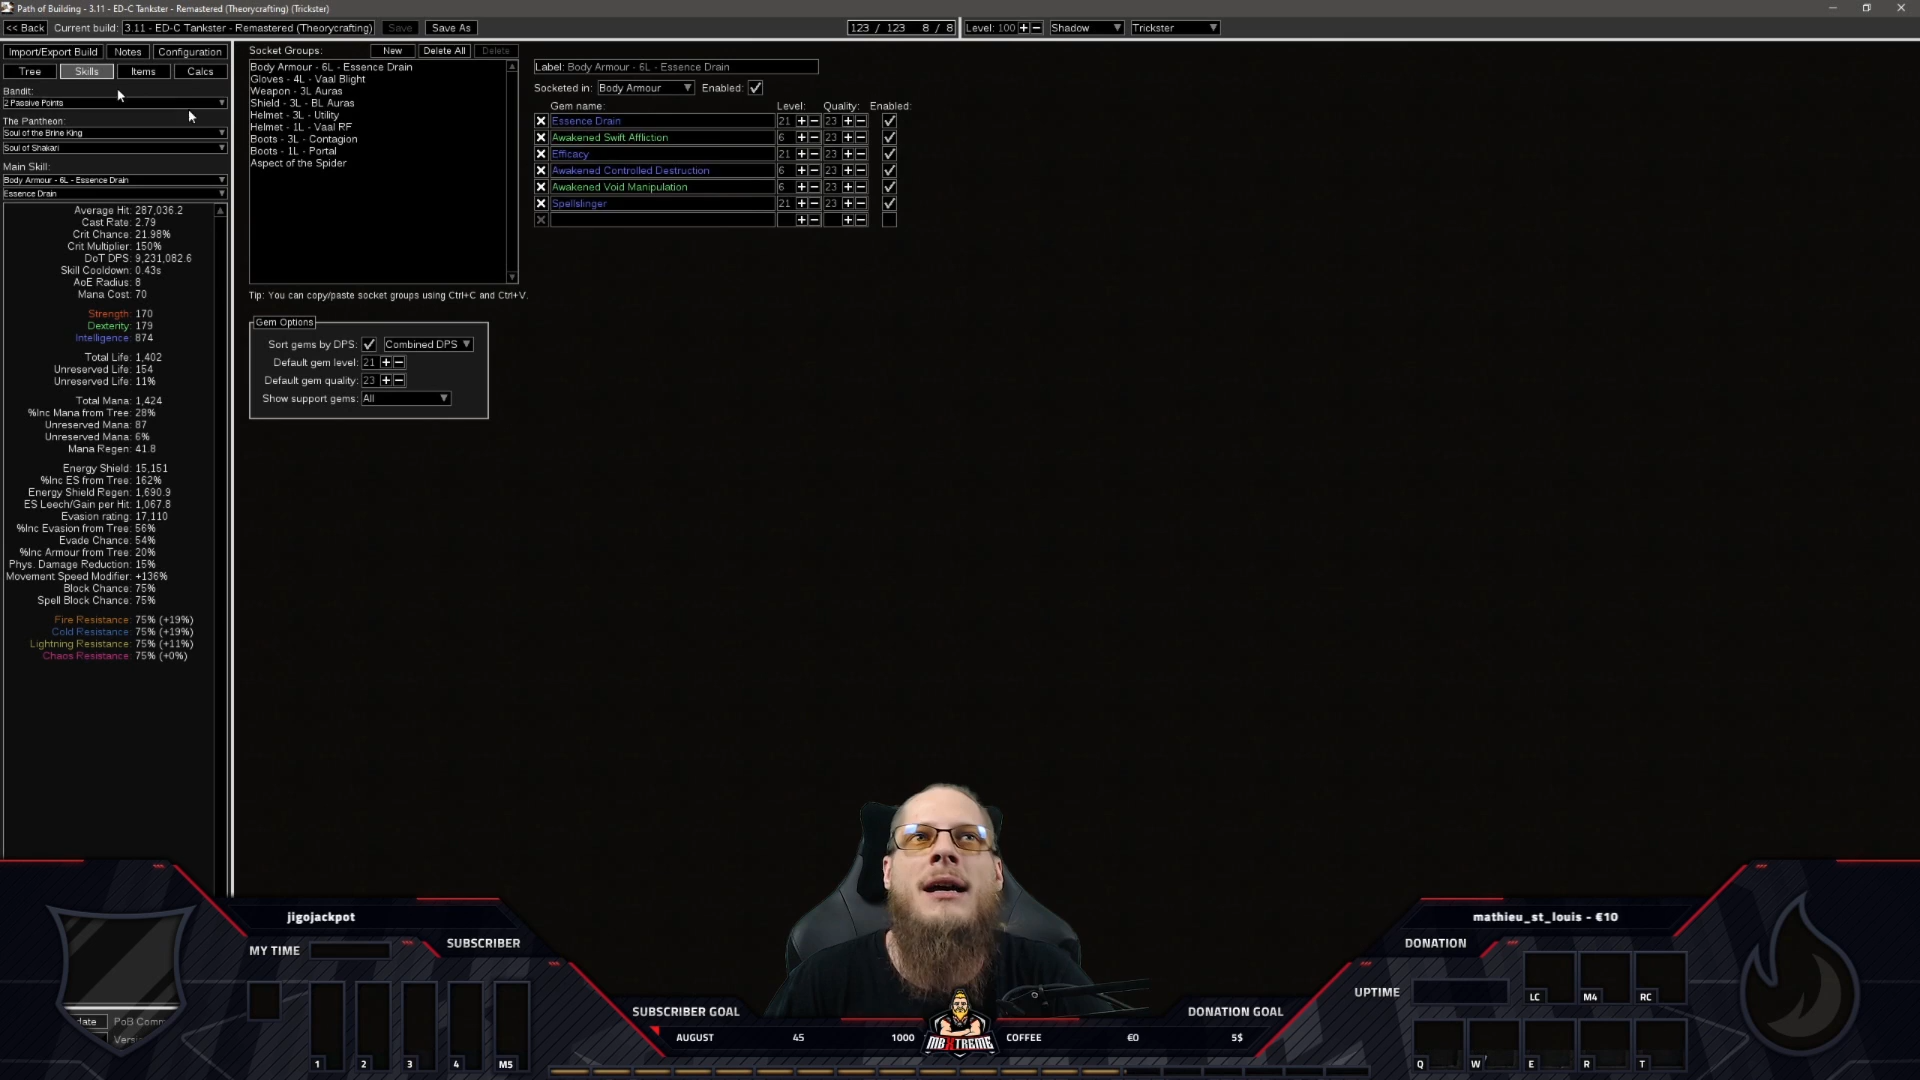 Path of Building - 3.11 - ED-C Tankster - Remastered (Theorycrafting) (Trickster)
<< Back Current build: 3.11 - ED-C Tankster - Remastered (Theorycrafting) Save Save As 123 / 123 8 / 8 Level: 100 Shadow Trickster
Import/Export Build Notes Configuration
Tree Skills Items Calcs
Bandit:
2 Passive Points
The Pantheon:
Soul of the Brine King
Soul of Shakari
Main Skill:
Body Armour - 6L - Essence Drain
Essence Drain
Average Hit: 287,036.2
Cast Rate: 2.79
Crit Chance: 21.98%
Crit Multiplier: 150%
DoT DPS: 9,231,082.6
Skill Cooldown: 0.43s
AoE Radius: 8
Mana Cost: 70
Strength: 170
Dexterity: 179
Intelligence: 874
Total Life: 1,402
Unreserved Life: 154
Unreserved Life: 11%
Total Mana: 1,424
%Inc Mana from Tree: 28%
Unreserved Mana: 87
Unreserved Mana: 6%
Mana Regen: 41.8
Energy Shield: 15,151
%Inc ES from Tree: 162%
Energy Shield Regen: 1,690.9
ES Leech/Gain per Hit: 1,067.8
Evasion rating: 17,110
%Inc Evasion from Tree: 56%
Evade Chance: 54%
%Inc Armour from Tree: 20%
Phys. Damage Reduction: 15%
Movement Speed Modifier: +136%
Block Chance: 75%
Spell Block Chance: 75%
Fire Resistance: 75% (+19%)
Cold Resistance: 75% (+19%)
Lightning Resistance: 75% (+11%)
Chaos Resistance: 75% (+0%)
Socket Groups: New Delete All Delete
Body Armour - 6L - Essence Drain
Gloves - 4L - Vaal Blight
Weapon - 3L Auras
Shield - 3L - BL Auras
Helmet - 3L - Utility
Helmet - 1L - Vaal RF
Boots - 3L - Contagion
Boots - 1L - Portal
Aspect of the Spider
Tip: You can copy/paste socket groups using Ctrl+C and Ctrl+V.
Gem Options
Sort gems by DPS: Combined DPS
Default gem level: 21
Default gem quality: 23
Show support gems: All
Label: Body Armour - 6L - Essence Drain
Socketed in: Body Armour Enabled:
Gem name: Level: Quality: Enabled:
Essence Drain 21 23
Awakened Swift Affliction 6 23
Efficacy 21 23
Awakened Controlled Destruction 6 23
Awakened Void Manipulation 6 23
Spellslinger 21 23
jigojackpot
MY TIME SUBSCRIBER
date PoB Comm
Versi
1 2 3 4 M5
SUBSCRIBER GOAL
AUGUST 45 1000
MBXTREME
DONATION GOAL
COFFEE €0 5$
mathieu_st_louis - €10
DONATION
UPTIME
LC M4 RC
Q W E R T